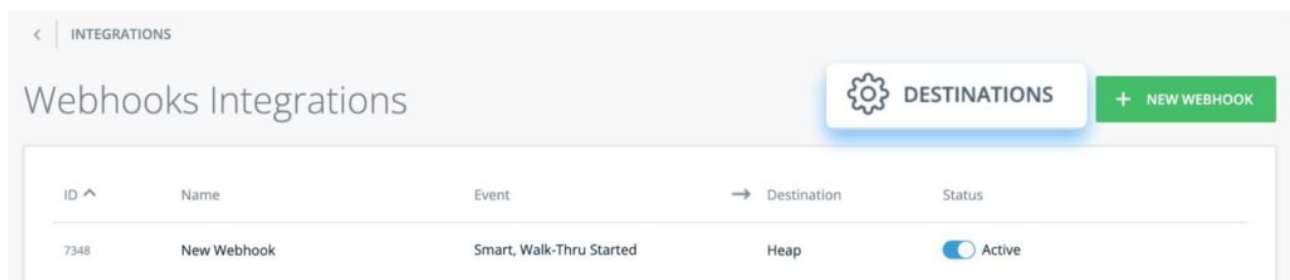 INTEGRATIONS
Webhooks Integrations
DESTINATIONS
+ NEW WEBHOOK
ID Name Event → Destination Status
7348 New Webhook Smart, Walk-Thru Started Heap Active